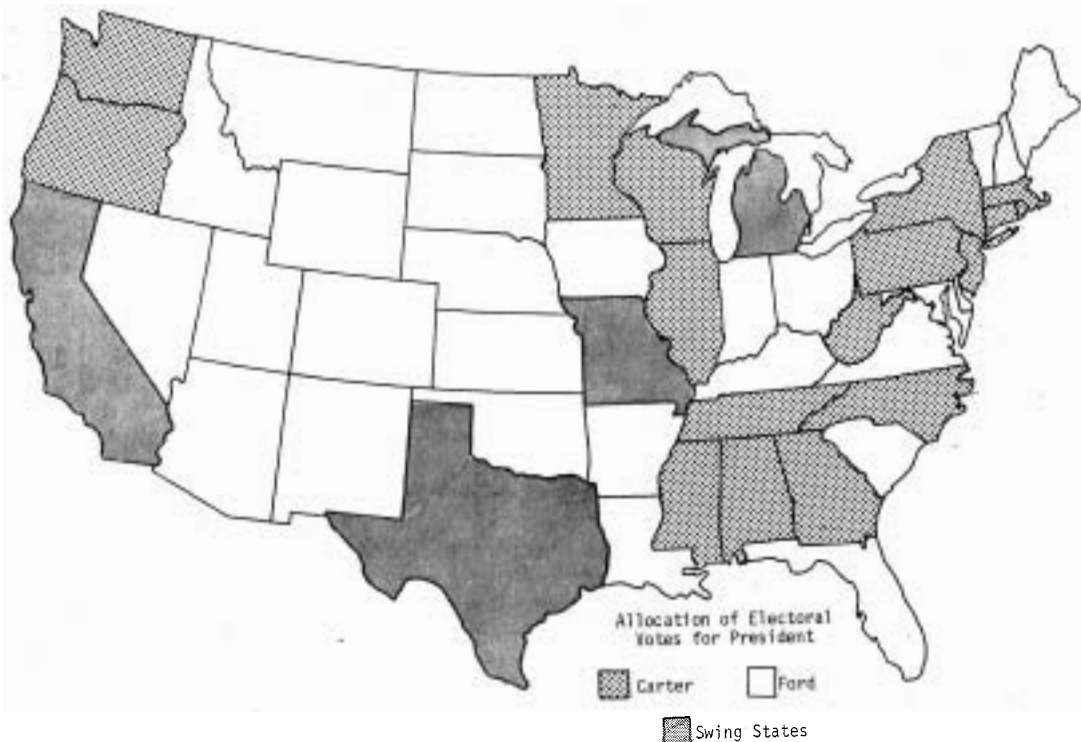 Allocation of Electoral
Votes for President
Carter Ford
Swing States